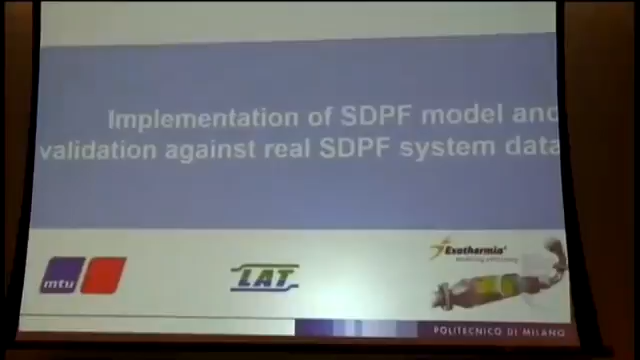 Implementation of SDPF model and
validation against real SDPF system data
mtu
LAT
Exothermia
POLITECNICO DI MILANO